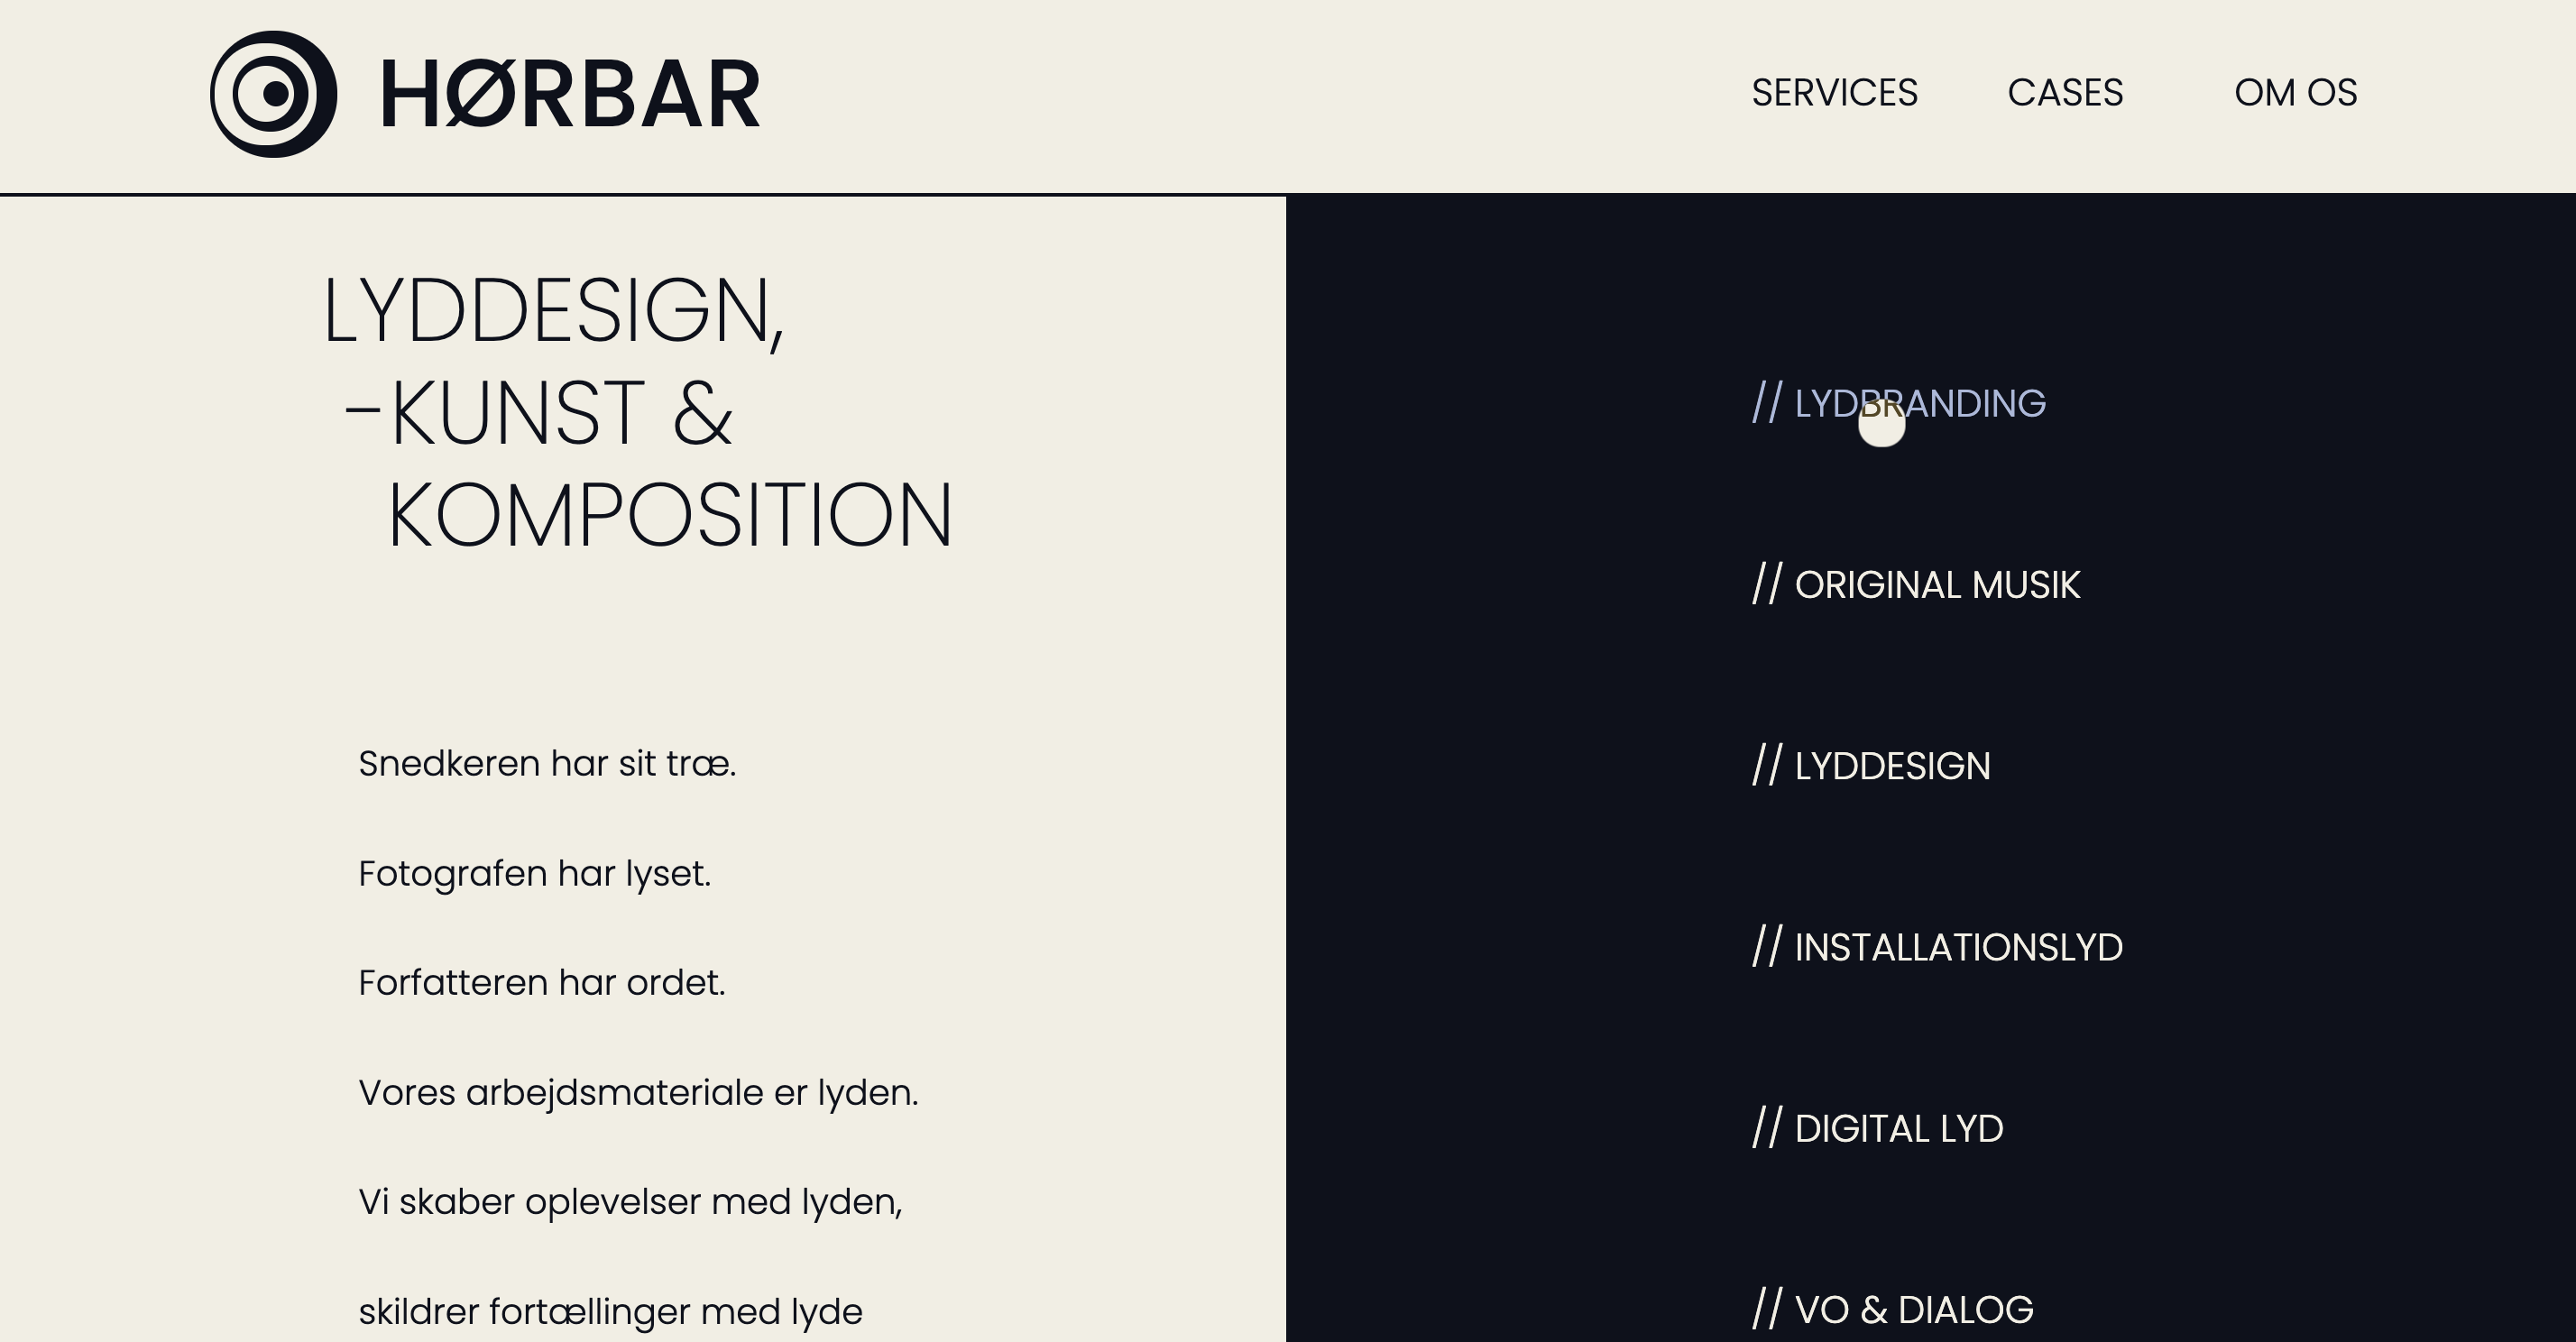 HØRBAR
SERVICES
CASES
OM OS
LYDDESIGN,
-KUNST &
KOMPOSITION
Snedkeren har sit træ.
Fotografen har lyset.
Forfatteren har ordet.
Vores arbejdsmateriale er lyden.
Vi skaber oplevelser med lyden,
skildrer fortællinger med lyde
// LYDBRANDING
// ORIGINAL MUSIK
// LYDDESIGN
// INSTALLATIONSLYD
// DIGITAL LYD
// VO & DIALOG